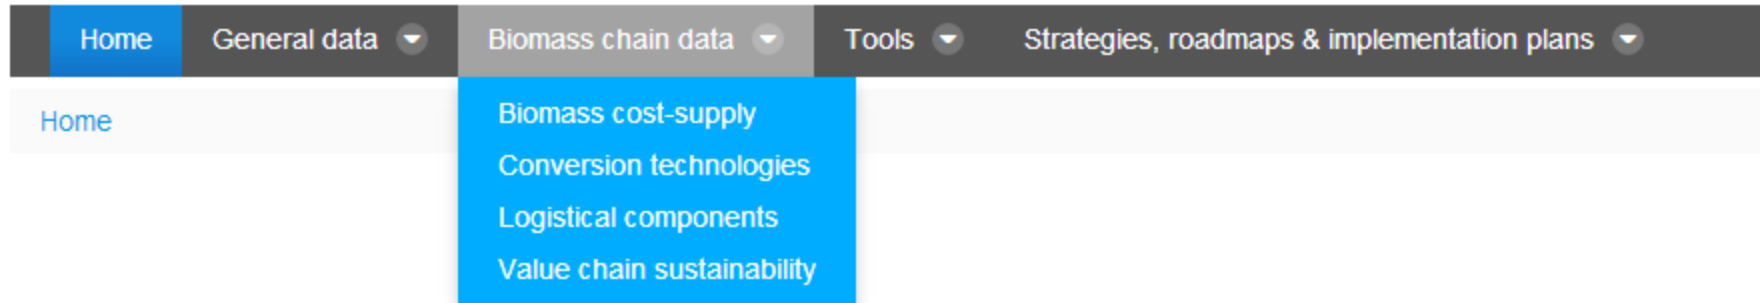 Home General data Biomass chain data Tools Strategies, roadmaps & implementation plans
Home
Biomass cost-supply
Conversion technologies
Logistical components
Value chain sustainability